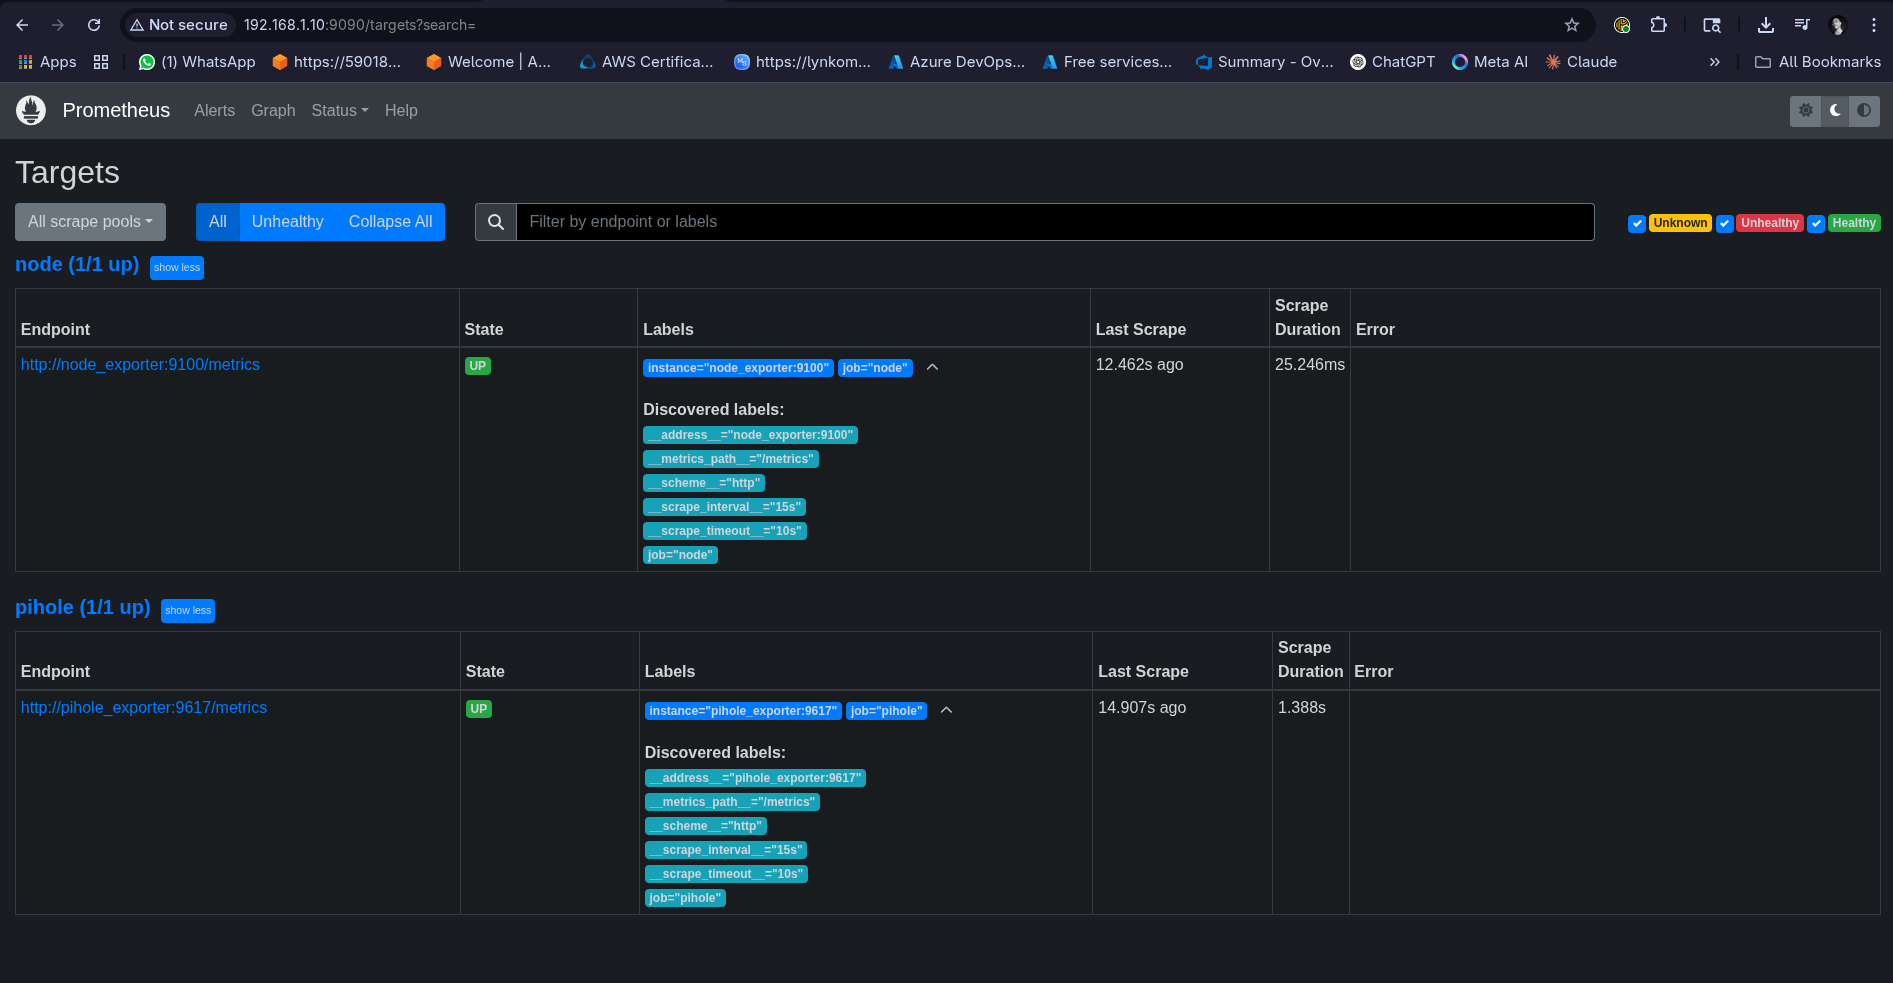 Not secure 192.168.1.10:9090/targets?search=
Apps (1) WhatsApp https://59018... Welcome | A... AWS Certifica... https://lynkom... Azure DevOps... Free services... Summary - Ov... ChatGPT Meta AI Claude » All Bookmarks
Prometheus Alerts Graph Status Help
Targets
All scrape pools All Unhealthy Collapse All Filter by endpoint or labels Unknown Unhealthy Healthy
node (1/1 up) show less
Endpoint State Labels Last Scrape Scrape Duration Error
http://node_exporter:9100/metrics UP instance="node_exporter:9100" job="node" 12.462s ago 25.246ms
Discovered labels:
__address__="node_exporter:9100"
__metrics_path__="/metrics"
__scheme__="http"
__scrape_interval__="15s"
__scrape_timeout__="10s"
job="node"
pihole (1/1 up) show less
Endpoint State Labels Last Scrape Scrape Duration Error
http://pihole_exporter:9617/metrics UP instance="pihole_exporter:9617" job="pihole" 14.907s ago 1.388s
Discovered labels:
__address__="pihole_exporter:9617"
__metrics_path__="/metrics"
__scheme__="http"
__scrape_interval__="15s"
__scrape_timeout__="10s"
job="pihole"